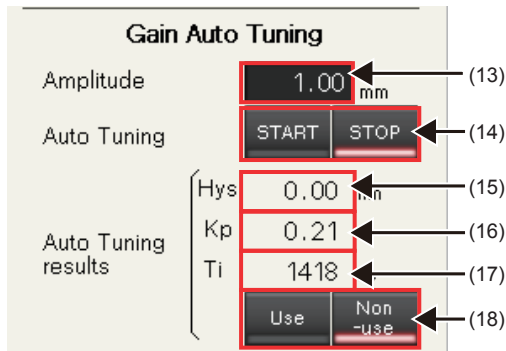 Gain Auto Tuning
Amplitude 1.00 mm (13)
Auto Tuning START STOP (14)
Hys 0.00 (15)
Kp 0.21 (16)
Auto Tuning
results
Ti 1418 (17)
Use Non
-use (18)